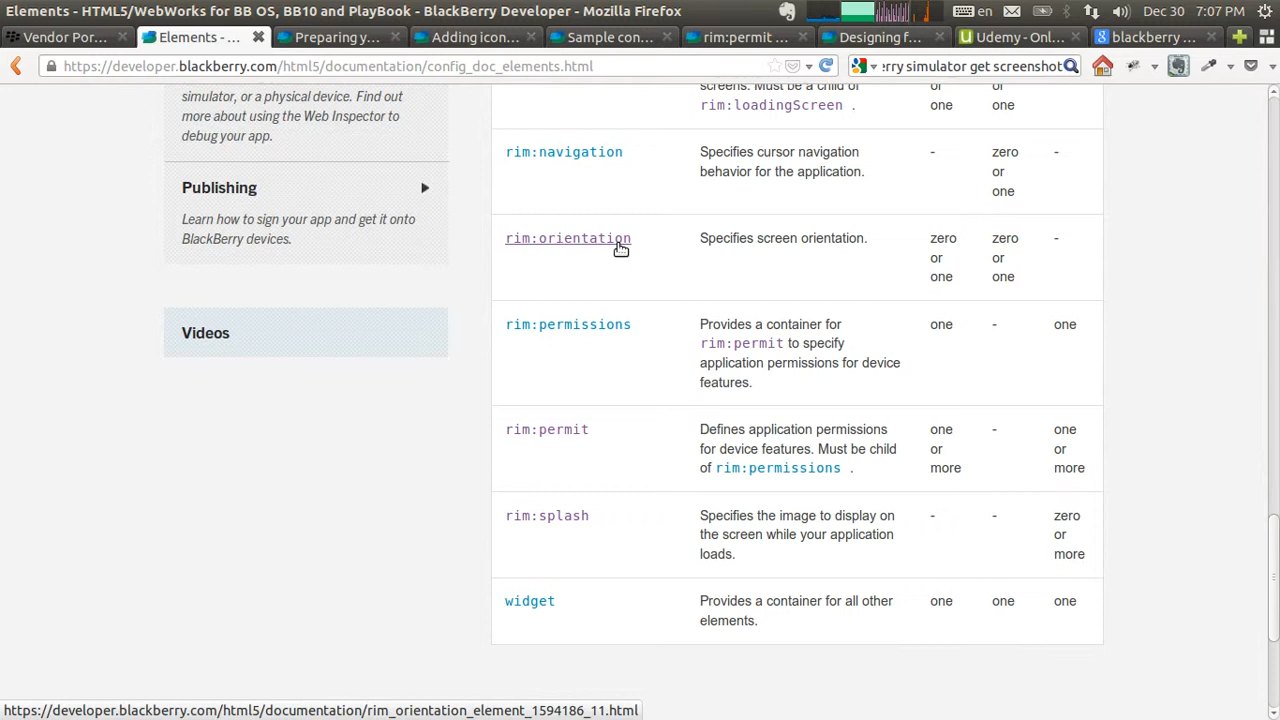 Elements - HTML5/WebWorks for BB OS, BB10 and PlayBook - BlackBerry Developer - Mozilla Firefox
en
Dec 30
7:07 PM
Vendor Por...
Elements - ...
Preparing y...
Adding icon...
Sample con...
rim:permit ...
Designing f...
Udemy - Onl...
blackberry ...
https://developer.blackberry.com/html5/documentation/config_doc_elements.html
rry simulator get screenshot
simulator, or a physical device. Find out
more about using the Web Inspector to
debug your app.
Publishing
Learn how to sign your app and get it onto
BlackBerry devices.
Videos
screens. Must be a child of
rim:loadingScreen .
or
one
or
one
rim:navigation
Specifies cursor navigation
behavior for the application.
-
zero
or
one
-
rim:orientation
Specifies screen orientation.
zero
or
one
zero
or
one
-
rim:permissions
Provides a container for
rim:permit to specify
application permissions for device
features.
one
-
one
rim:permit
Defines application permissions
for device features. Must be child
of rim:permissions .
one
or
more
-
one
or
more
rim:splash
Specifies the image to display on
the screen while your application
loads.
-
-
zero
or
more
widget
Provides a container for all other
elements.
one
one
one
https://developer.blackberry.com/html5/documentation/rim_orientation_element_1594186_11.html